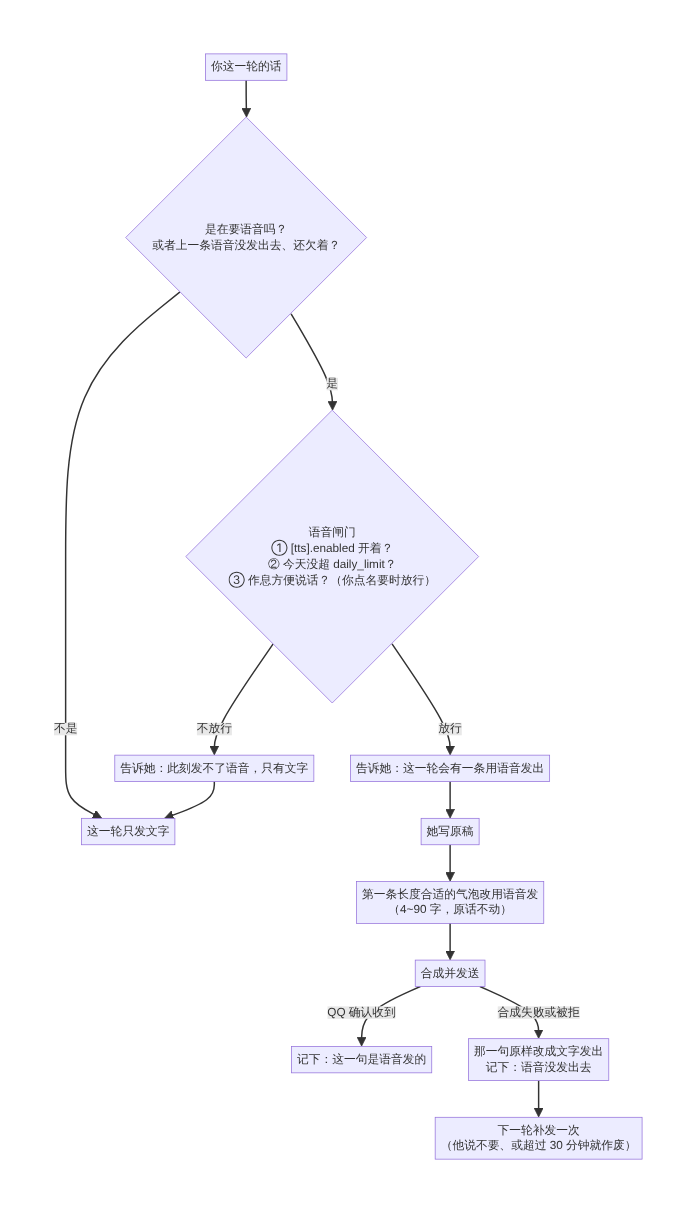 你这一轮的话
是在要语音吗？
或者上一条语音没发出去、还欠着？
是
语音闸门
① [tts].enabled 开着？
② 今天没超 daily_limit？
③ 作息方便说话？（你点名要时放行）
不是
不放行
放行
告诉她：此刻发不了语音，只有文字
告诉她：这一轮会有一条用语音发出
这一轮只发文字
她写原稿
第一条长度合适的气泡改用语音发
（4~90 字，原话不动）
合成并发送
QQ 确认收到
合成失败或被拒
记下：这一句是语音发的
那一句原样改成文字发出
记下：语音没发出去
下一轮补发一次
（他说不要、或超过 30 分钟就作废）